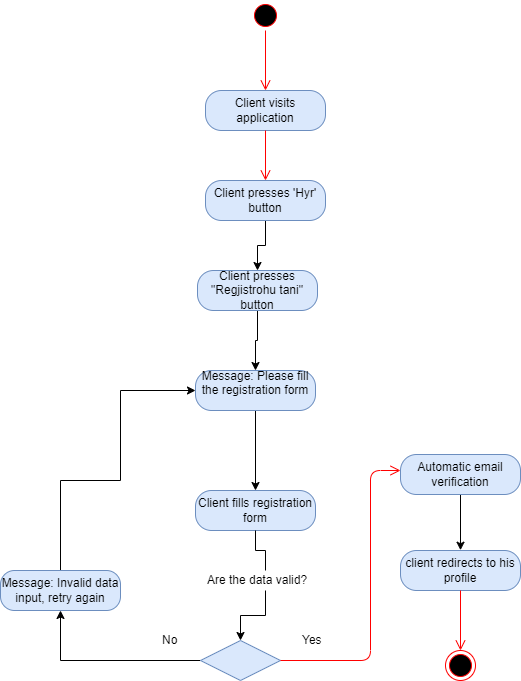 Client visits
application
Client presses 'Hyr'
button
Client presses
"Regjistrohu tani"
button
Message: Please fill
the registration form
Client fills registration
form
Are the data valid?
No
Yes
Message: Invalid data
input, retry again
Automatic email
verification
client redirects to his
profile